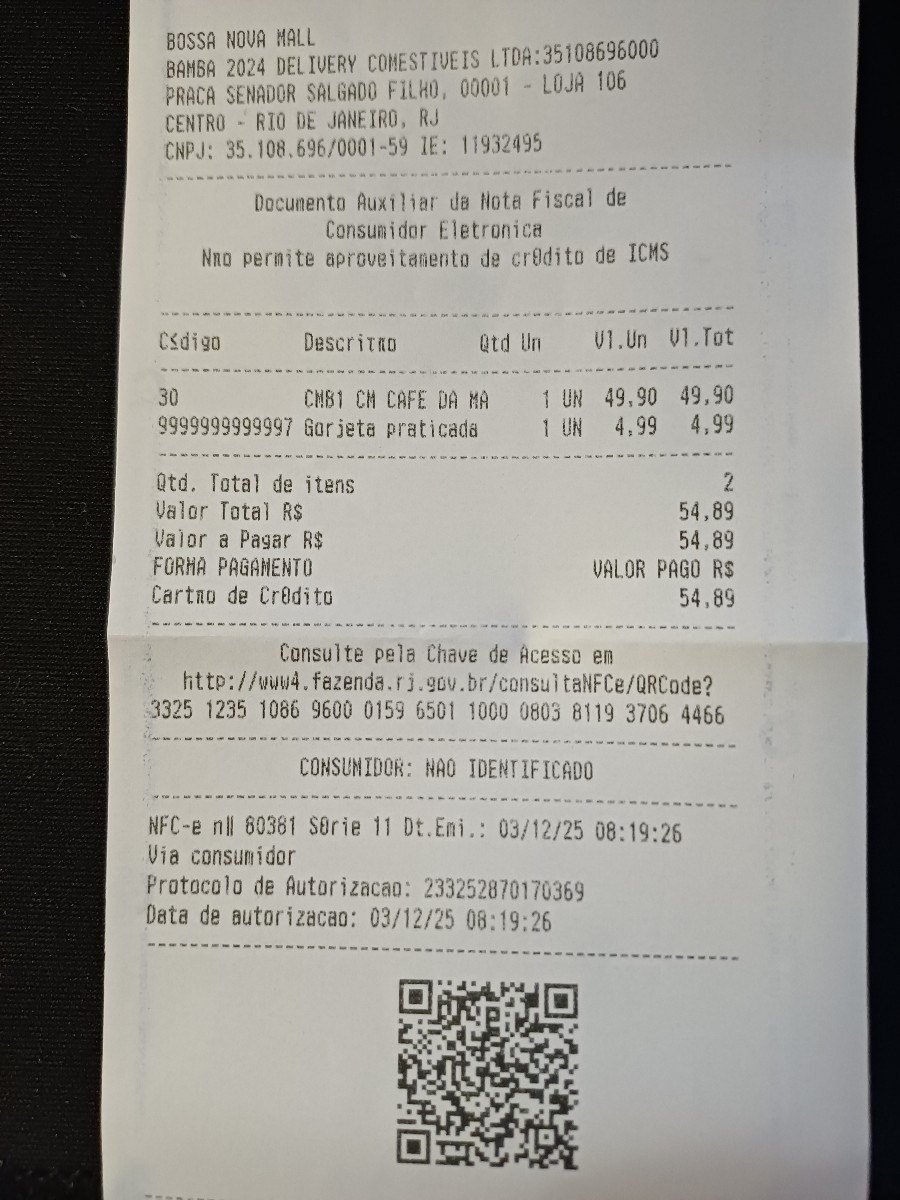 BOSSA NOVA MALL
BAMBA 2024 DELIVERY COMESTIVEIS LTDA:35108696000
PRACA SENADOR SALGADO FILHO, 00001 - LOJA 106
CENTRO - RIO DE JANEIRO, RJ
CNPJ: 35.108.696/0001-59 IE: 11932495
Documento Auxiliar da Nota Fiscal de
Consumidor Eletronica
Nπo permite aproveitamento de crθdito de ICMS
C≤digo Descriτπo Qtd Un Vl.Un Vl.Tot
30 CMB1 CM CAFE DA MA 1 UN 49,90 49,90
9999999999997 Gorjeta praticada 1 UN 4,99 4,99
Qtd. Total de itens 2
Valor Total R$ 54,89
Valor a Pagar R$ 54,89
FORMA PAGAMENTO VALOR PAGO R$
Cartπo de Crθdito 54,89
Consulte pela Chave de Acesso em
http://www4.fazenda.rj.gov.br/consultaNFCe/QRCode?
3325 1235 1086 9600 0159 6501 1000 0803 8119 3706 4466
CONSUMIDOR: NAO IDENTIFICADO
NFC-e n║ 80381 Sθrie 11 Dt.Emi.: 03/12/25 08:19:26
Via consumidor
Protocolo de Autorizacao: 233252870170369
Data de autorizacao: 03/12/25 08:19:26